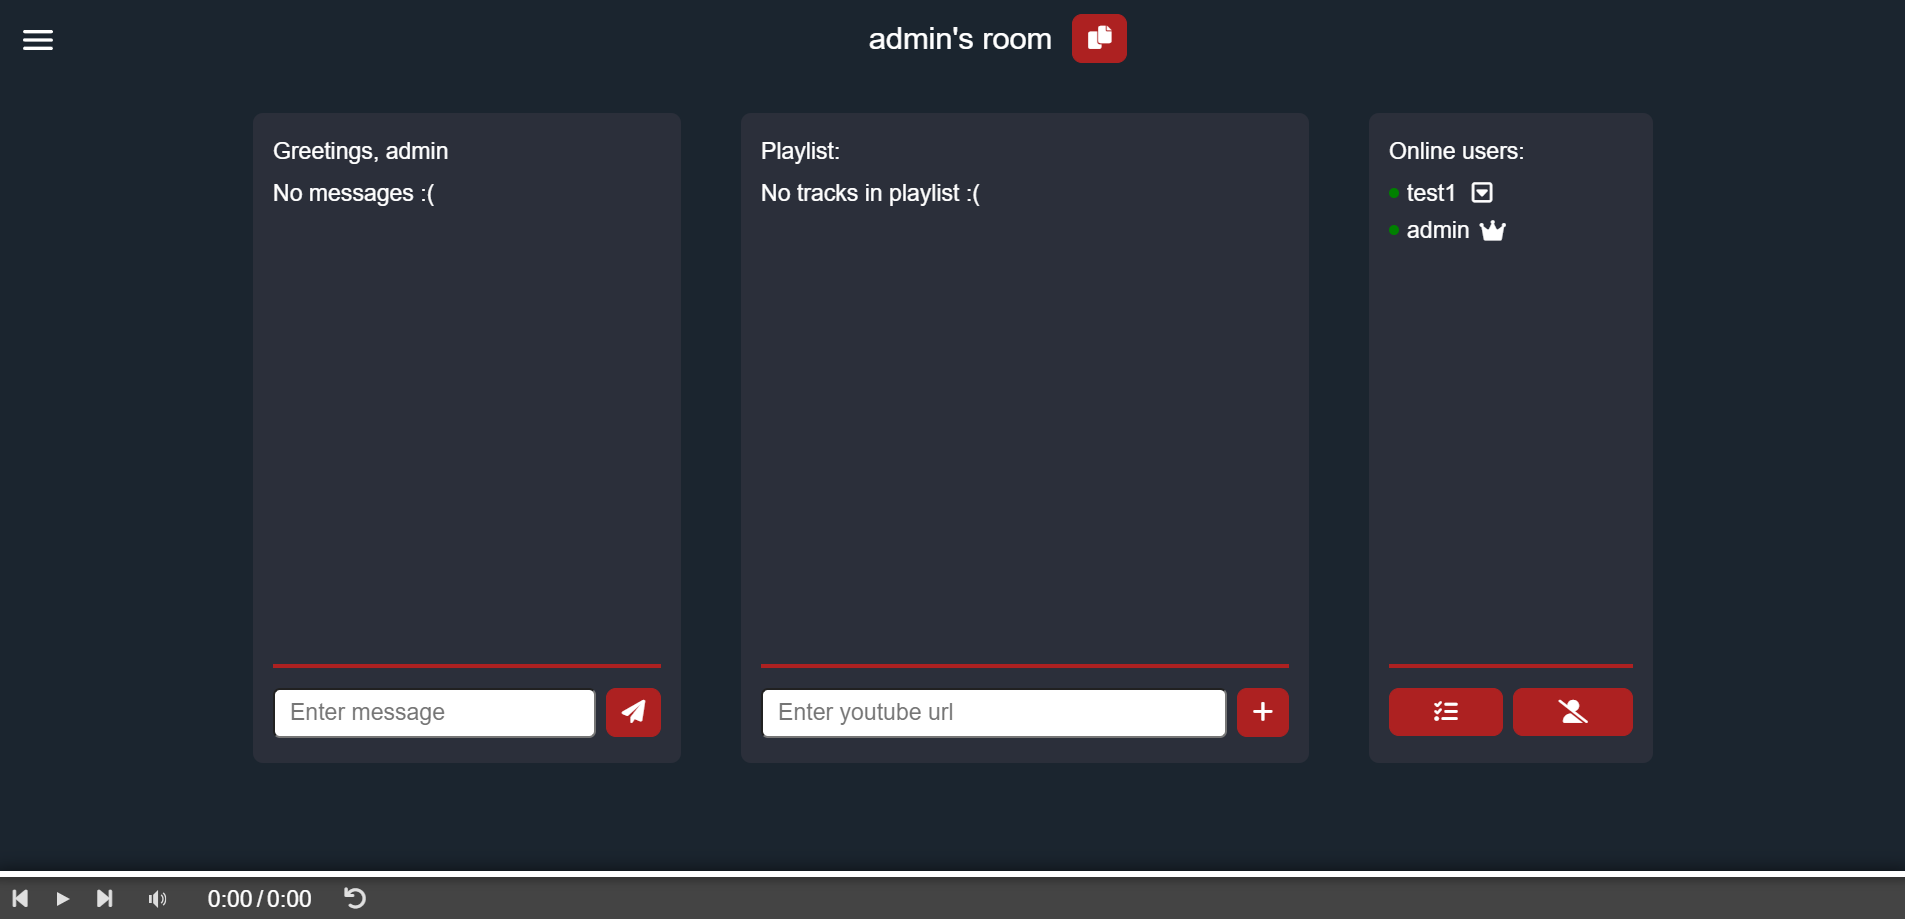 admin's room
Greetings, admin
No messages :(
Enter message
Playlist:
No tracks in playlist :(
Enter youtube url
Online users:
test1
admin
0:00 / 0:00